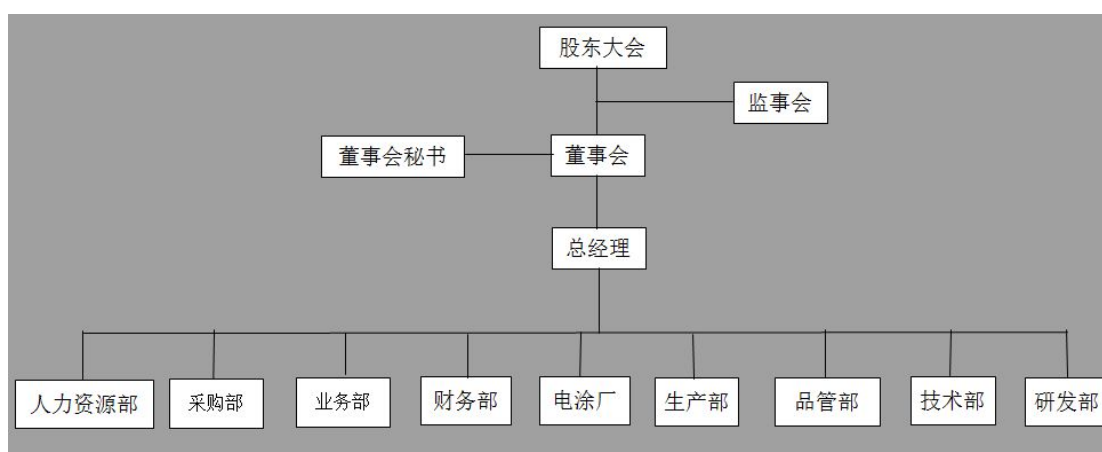 股东大会
监事会
董事会秘书
董事会
总经理
人力资源部
采购部
业务部
财务部
电涂厂
生产部
品管部
技术部
研发部